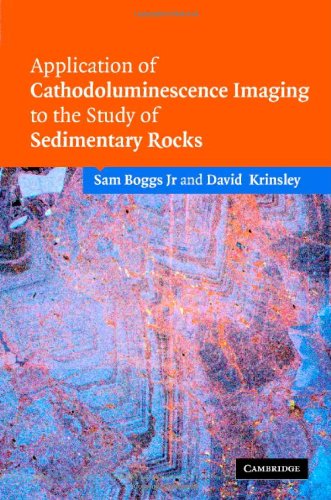 Application of
Cathodoluminescence Imaging
to the Study of
Sedimentary Rocks
Sam Boggs Jr and David Krinsley
CAMBRIDGE